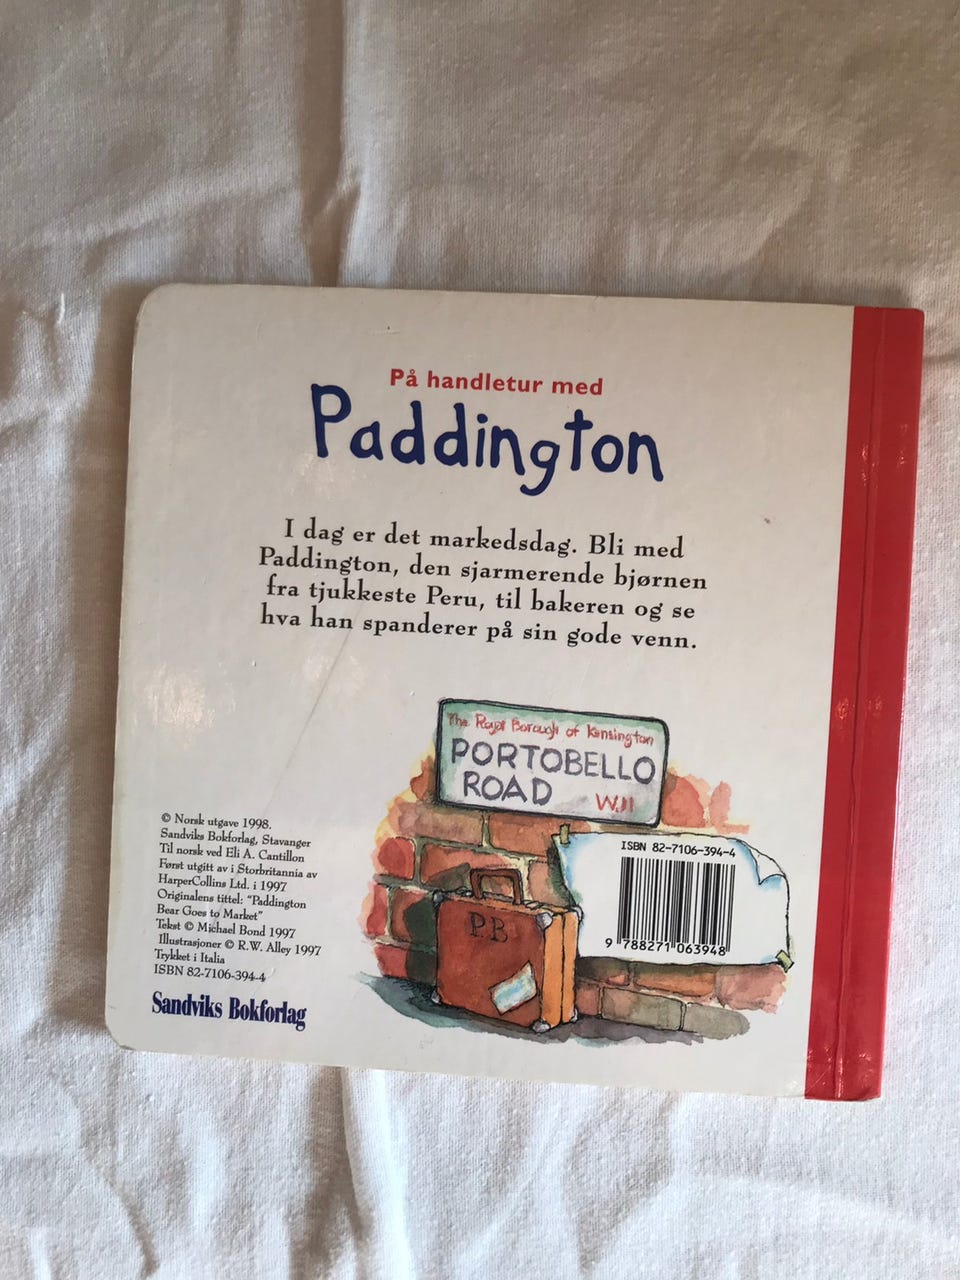 På handletur med
Paddington
I dag er det markedsdag. Bli med
Paddington, den sjarmerende bjørnen
fra tjukkeste Peru, til bakeren og se
hva han spanderer på sin gode venn.
The Royal Borough of Kensington
PORTOBELLO
ROAD W.11
ISBN 82-7106-394-4
9 788271 063948
P.B
© Norsk utgave 1998.
Sandviks Bokforlag, Stavanger
Til norsk ved Eli A. Cantillon
Først utgitt av i Storbritannia av
HarperCollins Ltd. i 1997
Originalens tittel: "Paddington
Bear Goes to Market"
Tekst © Michael Bond 1997
Illustrasjoner © R.W. Alley 1997
Trykket i Italia
ISBN 82-7106-394-4
Sandviks Bokforlag